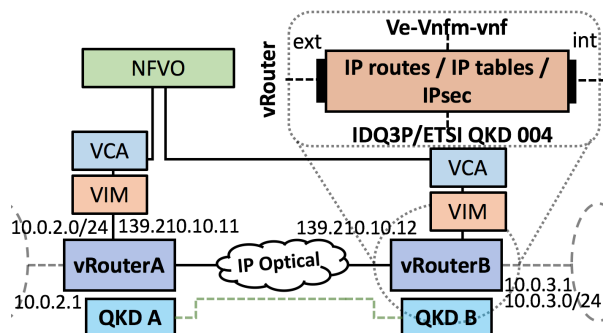 Ve-Vnfm-vnf
ext
int
vRouter
IP routes / IP tables /
IPsec
IDQ3P/ETSI QKD 004
NFVO
VCA
VCA
VIM
VIM
10.0.2.0/24
139.210.10.11
139.210.10.12
vRouterA
IP Optical
vRouterB
10.0.2.1
10.0.3.1
10.0.3.0/24
QKD A
QKD B